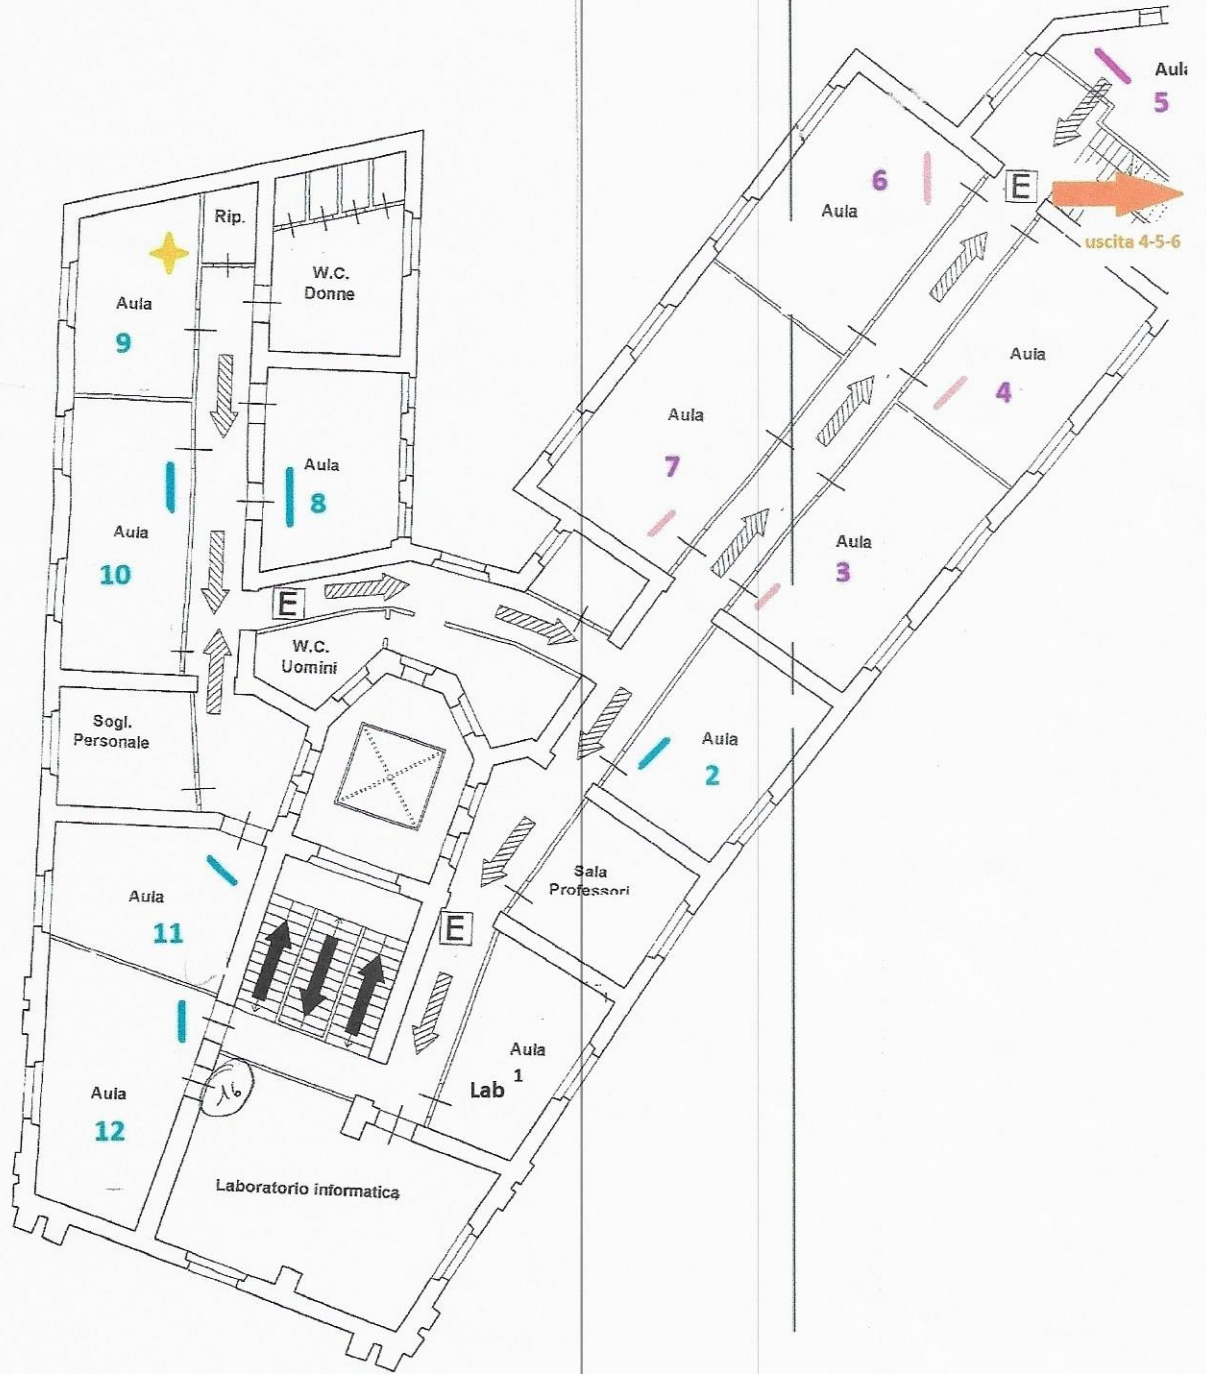 Aula
5
6
Aula
E
uscita 4-5-6
Rip.
W.C.
Donne
Aula
9
Auia
4
Aula
7
Aula
8
Aula
10
Aula
3
E
W.C.
Uomini
Sogl.
Personale
Aula
2
Sala
Professori
Aula
11
E
Aula
1
Lab
Aula
12
Laboratorio informatica